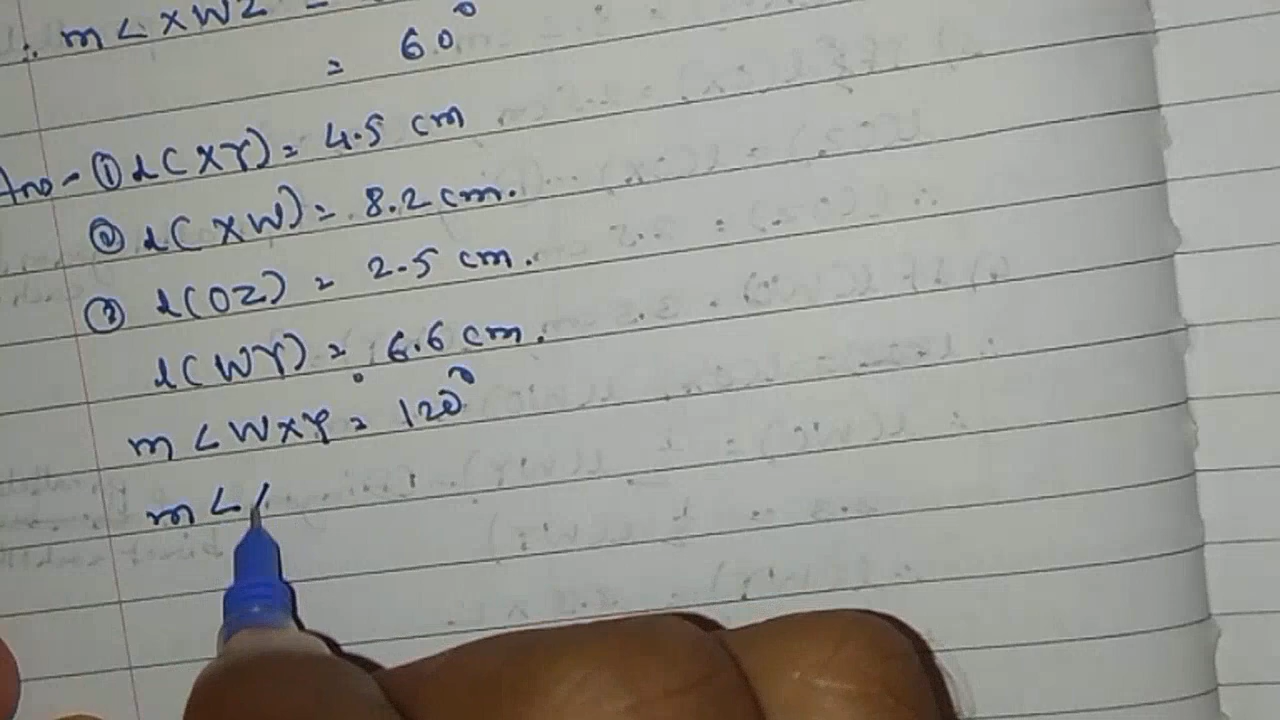 ∴ m∠XWZ =
= 60°
Ans - ① l(XY) = 4.5 cm
② l(XW) = 8.2 cm.
③ l(OZ) = 2.5 cm.
l(WY) = 6.6 cm.
m∠WXY = 120°
m∠